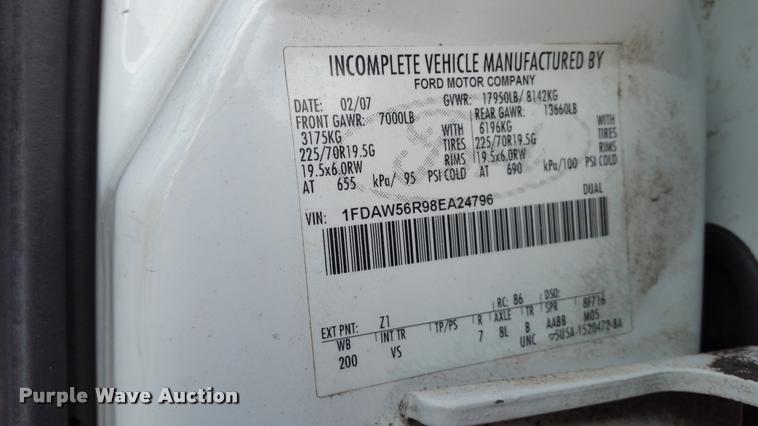 INCOMPLETE VEHICLE MANUFACTURED BY
FORD MOTOR COMPANY
DATE: 02/07 GVWR: 17950LB/ 8142KG
FRONT GAWR: 7000LB REAR GAWR: 13660LB
3175KG WITH 6196KG WITH
225/70R19.5G TIRES 225/70R19.5G TIRES
19.5x6.0RW RIMS 19.5x6.0RW RIMS
AT 655 kPa/ 95 PSI COLD AT 690 kPa/100 PSI COLD
VIN: 1FDAW56R98EA24796 DUAL
EXT PNT: Z1 RC: 86 DSO:
WB INT TR TP/PS R AXLE TR SPR 8F716
200 VS 7 8L B AABB M05
UNC 5U5A-1520472-BA
Purple Wave Auction